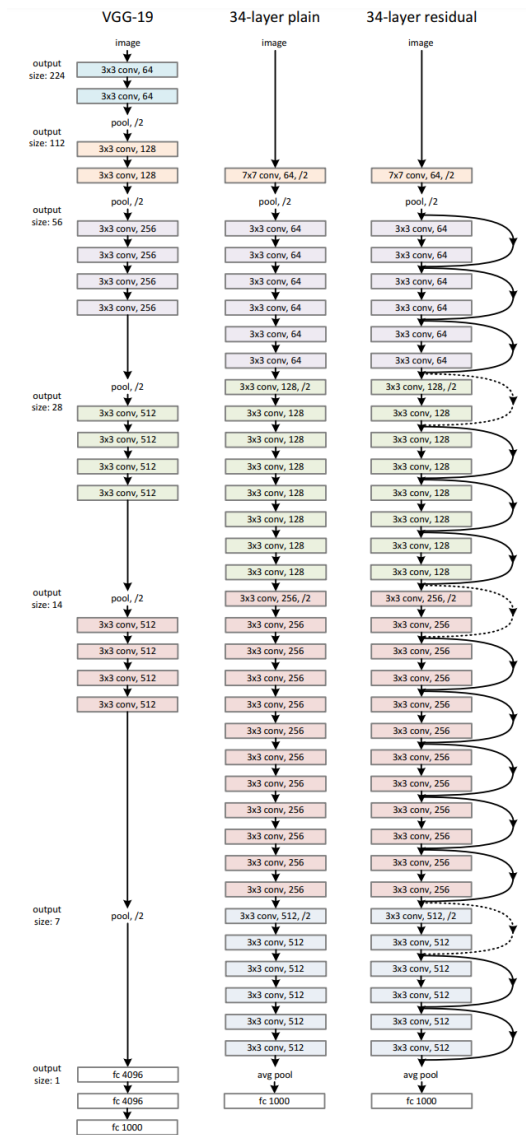 VGG-19
image
output
size: 224
3x3 conv, 64
3x3 conv, 64
pool, /2
output
size: 112
3x3 conv, 128
3x3 conv, 128
pool, /2
output
size: 56
3x3 conv, 256
3x3 conv, 256
3x3 conv, 256
3x3 conv, 256
pool, /2
output
size: 28
3x3 conv, 512
3x3 conv, 512
3x3 conv, 512
3x3 conv, 512
pool, /2
output
size: 14
3x3 conv, 512
3x3 conv, 512
3x3 conv, 512
3x3 conv, 512
output
size: 7
pool, /2
output
size: 1
fc 4096
fc 4096
fc 1000
34-layer plain
image
7x7 conv, 64, /2
pool, /2
3x3 conv, 64
3x3 conv, 64
3x3 conv, 64
3x3 conv, 64
3x3 conv, 64
3x3 conv, 64
3x3 conv, 128, /2
3x3 conv, 128
3x3 conv, 128
3x3 conv, 128
3x3 conv, 128
3x3 conv, 128
3x3 conv, 128
3x3 conv, 128
3x3 conv, 256, /2
3x3 conv, 256
3x3 conv, 256
3x3 conv, 256
3x3 conv, 256
3x3 conv, 256
3x3 conv, 256
3x3 conv, 256
3x3 conv, 256
3x3 conv, 256
3x3 conv, 256
3x3 conv, 256
3x3 conv, 512, /2
3x3 conv, 512
3x3 conv, 512
3x3 conv, 512
3x3 conv, 512
3x3 conv, 512
avg pool
fc 1000
34-layer residual
image
7x7 conv, 64, /2
pool, /2
3x3 conv, 64
3x3 conv, 64
3x3 conv, 64
3x3 conv, 64
3x3 conv, 64
3x3 conv, 64
3x3 conv, 128, /2
3x3 conv, 128
3x3 conv, 128
3x3 conv, 128
3x3 conv, 128
3x3 conv, 128
3x3 conv, 128
3x3 conv, 128
3x3 conv, 256, /2
3x3 conv, 256
3x3 conv, 256
3x3 conv, 256
3x3 conv, 256
3x3 conv, 256
3x3 conv, 256
3x3 conv, 256
3x3 conv, 256
3x3 conv, 256
3x3 conv, 256
3x3 conv, 256
3x3 conv, 512, /2
3x3 conv, 512
3x3 conv, 512
3x3 conv, 512
3x3 conv, 512
3x3 conv, 512
avg pool
fc 1000